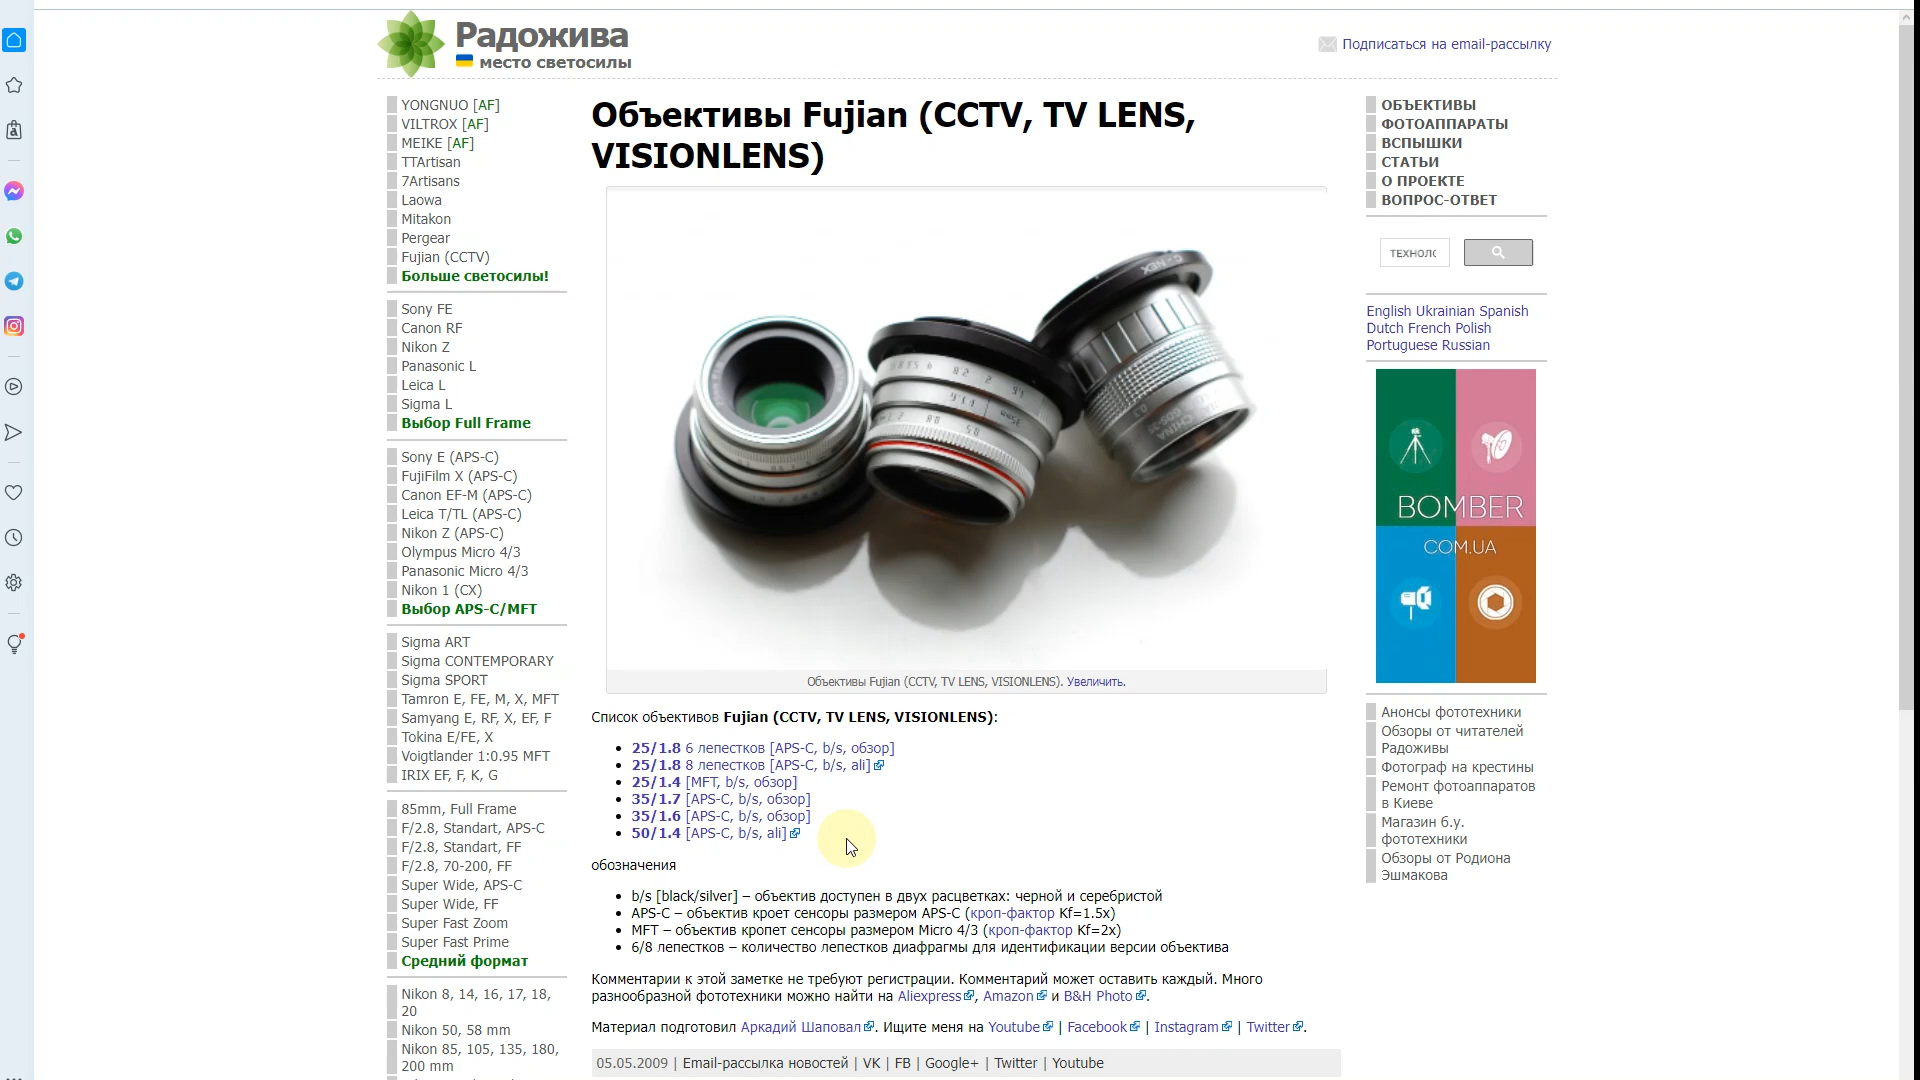 Радожива
место светосилы
Подписаться на email-рассылку
YONGNUO [AF]
VILTROX [AF]
MEIKE [AF]
TTArtisan
7Artisans
Laowa
Mitakon
Pergear
Fujian (CCTV)
Больше светосилы!
Sony FE
Canon RF
Nikon Z
Panasonic L
Leica L
Sigma L
Выбор Full Frame
Sony E (APS-C)
FujiFilm X (APS-C)
Canon EF-M (APS-C)
Leica T/TL (APS-C)
Nikon Z (APS-C)
Olympus Micro 4/3
Panasonic Micro 4/3
Nikon 1 (CX)
Выбор APS-C/MFT
Sigma ART
Sigma CONTEMPORARY
Sigma SPORT
Tamron E, FE, M, X, MFT
Samyang E, RF, X, EF, F
Tokina E/FE, X
Voigtlander 1:0.95 MFT
IRIX EF, F, K, G
85mm, Full Frame
F/2.8, Standart, APS-C
F/2.8, Standart, FF
F/2.8, 70-200, FF
Super Wide, APS-C
Super Wide, FF
Super Fast Zoom
Super Fast Prime
Средний формат
Nikon 8, 14, 16, 17, 18,
20
Nikon 50, 58 mm
Nikon 85, 105, 135, 180,
200 mm
Объективы Fujian (CCTV, TV LENS,
VISIONLENS)
C-NEX
CHINA
Объективы Fujian (CCTV, TV LENS, VISIONLENS). Увеличить.
Список объективов Fujian (CCTV, TV LENS, VISIONLENS):
25/1.8 6 лепестков [APS-C, b/s, обзор]
25/1.8 8 лепестков [APS-C, b/s, ali]
25/1.4 [MFT, b/s, обзор]
35/1.7 [APS-C, b/s, обзор]
35/1.6 [APS-C, b/s, обзор]
50/1.4 [APS-C, b/s, ali]
обозначения
b/s [black/silver] – объектив доступен в двух расцветках: черной и серебристой
APS-C – объектив кроет сенсоры размером APS-C (кроп-фактор Kf=1.5x)
MFT – объектив кропет сенсоры размером Micro 4/3 (кроп-фактор Kf=2x)
6/8 лепестков – количество лепестков диафрагмы для идентификации версии объектива
Комментарии к этой заметке не требуют регистрации. Комментарий может оставить каждый. Много
разнообразной фототехники можно найти на Aliexpress, Amazon и B&H Photo.
Материал подготовил Аркадий Шаповал. Ищите меня на Youtube | Facebook | Instagram | Twitter.
05.05.2009 | Email-рассылка новостей | VK | FB | Google+ | Twitter | Youtube
ОБЪЕКТИВЫ
ФОТОАППАРАТЫ
ВСПЫШКИ
СТАТЬИ
О ПРОЕКТЕ
ВОПРОС-ОТВЕТ
English Ukrainian Spanish
Dutch French Polish
Portuguese Russian
BOMBER
COM.UA
Анонсы фототехники
Обзоры от читателей
Радоживы
Фотограф на крестины
Ремонт фотоаппаратов
в Киеве
Магазин б.у.
фототехники
Обзоры от Родиона
Эшмакова